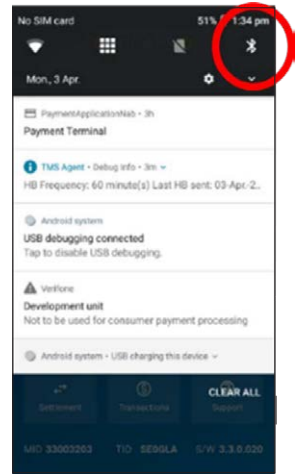 No SIM card 51% 1:34 pm
Mon., 3 Apr.
PaymentApplicationNab • 3h
Payment Terminal
TMS Agent • Debug Info • 3m
HB Frequency: 60 minute(s) Last HB sent: 03-Apr.-2..
Android system
USB debugging connected
Tap to disable USB debugging.
Verifone
Development unit
Not to be used for consumer payment processing
Android system • USB charging this device
CLEAR ALL
Settlement Transactions Support
MID 33003203 TID SE0GLA S/W 3.3.0.020